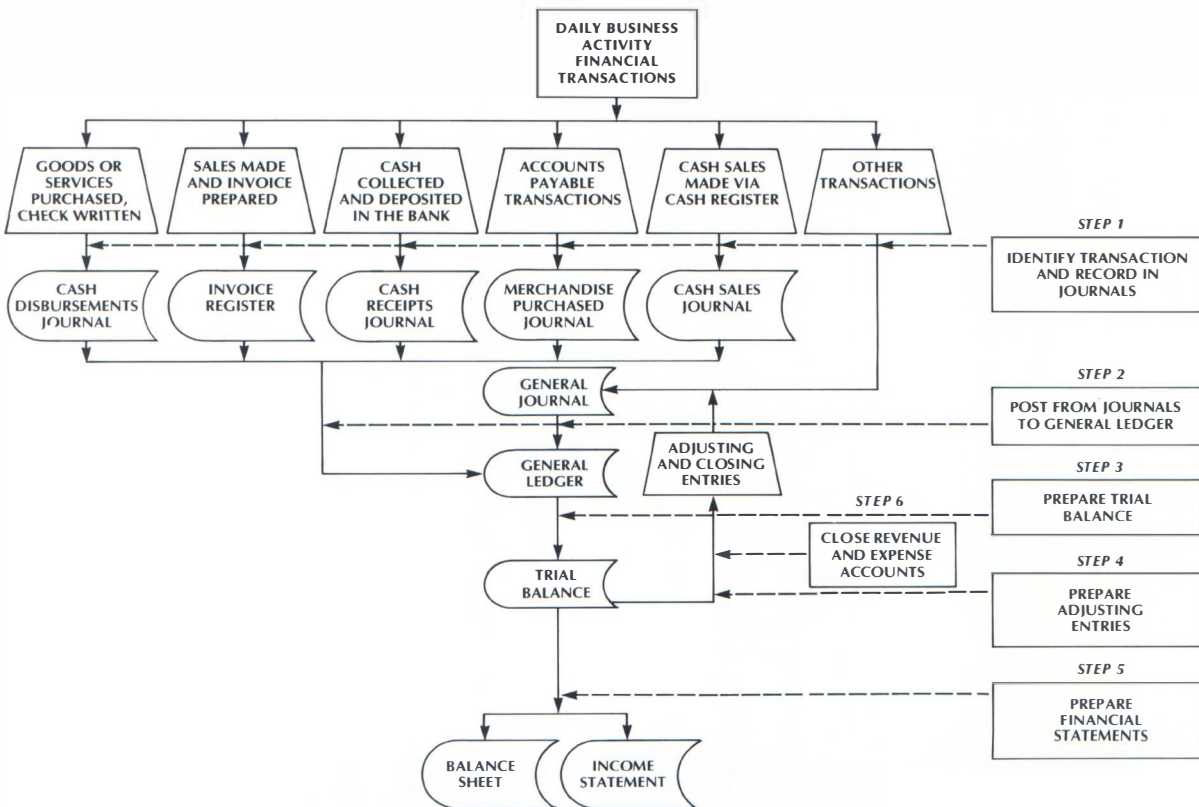 DAILY BUSINESS
ACTIVITY
FINANCIAL
TRANSACTIONS
GOODS OR
SERVICES
PURCHASED,
CHECK WRITTEN
SALES MADE
AND INVOICE
PREPARED
CASH
COLLECTED
AND DEPOSITED
IN THE BANK
ACCOUNTS
PAYABLE
TRANSACTIONS
CASH SALES
MADE VIA
CASH REGISTER
OTHER
TRANSACTIONS
STEP 1
IDENTIFY TRANSACTION
AND RECORD IN
JOURNALS
CASH
DISBURSEMENTS
JOURNAL
INVOICE
REGISTER
CASH
RECEIPTS
JOURNAL
MERCHANDISE
PURCHASED
JOURNAL
CASH SALES
JOURNAL
STEP 2
POST FROM JOURNALS
TO GENERAL LEDGER
GENERAL
JOURNAL
ADJUSTING
AND CLOSING
ENTRIES
GENERAL
LEDGER
STEP 3
PREPARE TRIAL
BALANCE
STEP 6
CLOSE REVENUE
AND EXPENSE
ACCOUNTS
TRIAL
BALANCE
STEP 4
PREPARE
ADJUSTING
ENTRIES
STEP 5
PREPARE
FINANCIAL
STATEMENTS
BALANCE
SHEET
INCOME
STATEMENT